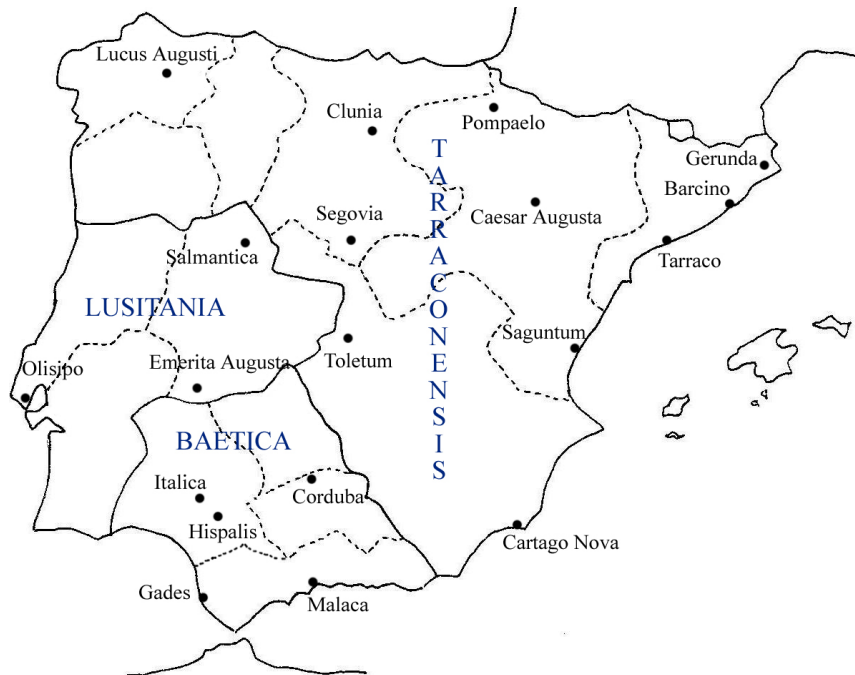 Lucus Augusti
Clunia
Pompaelo
TARRACONENSIS
Gerunda
Barcino
Caesar Augusta
Segovia
Salmantica
Tarraco
LUSITANIA
Saguntum
Olisipo
Emerita Augusta
Toletum
BAETICA
Italica
Corduba
Hispalis
Cartago Nova
Gades
Malaca